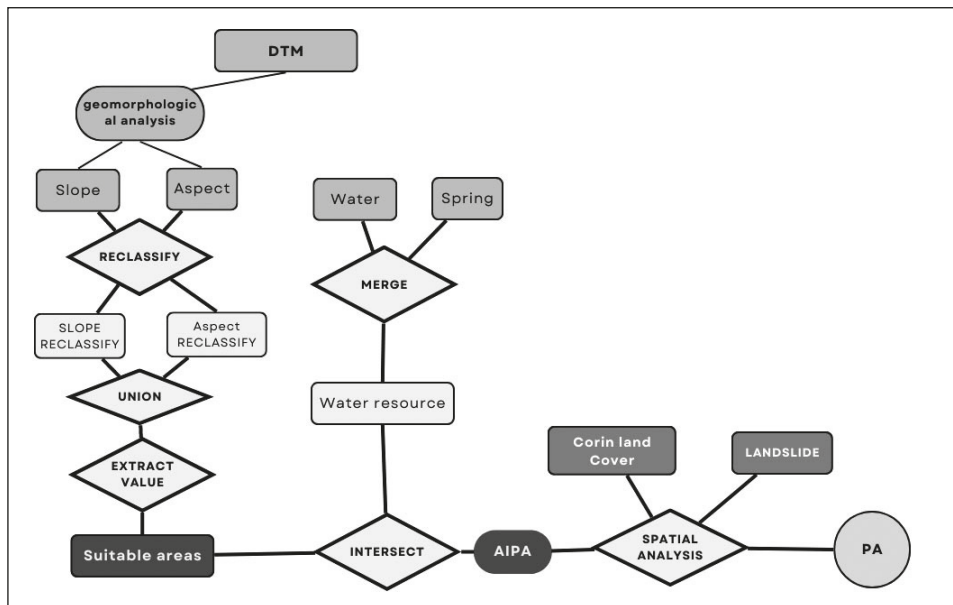 DTM
geomorphologic
al analysis
Slope
Aspect
Water
Spring
RECLASSIFY
MERGE
SLOPE
RECLASSIFY
Aspect
RECLASSIFY
UNION
Water resource
EXTRACT
VALUE
Corin land
Cover
LANDSLIDE
Suitable areas
INTERSECT
AIPA
SPATIAL
ANALYSIS
PA